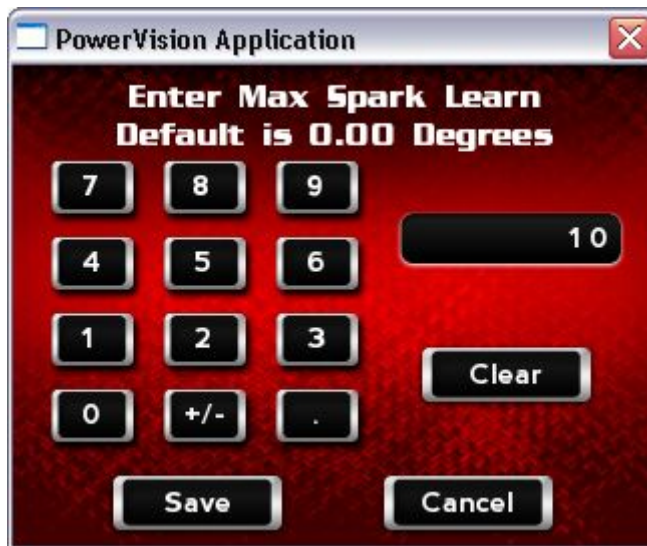 PowerVision Application
Enter Max Spark Learn
Default is 0.00 Degrees
7 8 9
10
4 5 6
1 2 3
Clear
0 +/- .
Save Cancel